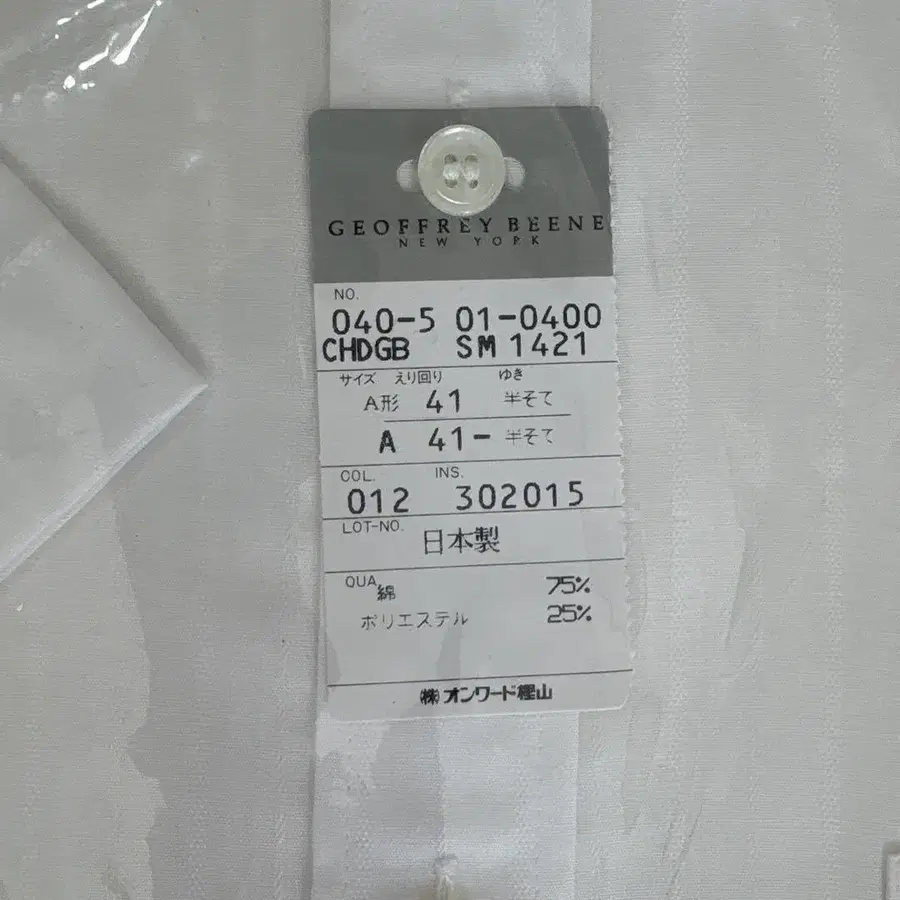 GEOFFREY BEENE
NEW YORK
NO.
040-5 01-0400
CHDGB SM 1421
サイズ えり回り ゆき
A形 41 半そて
A 41- 半そて
COL. INS.
012 302015
LOT-NO.
日本製
QUA.
綿 75%
ポリエステル 25%
㈱オンワード樫山